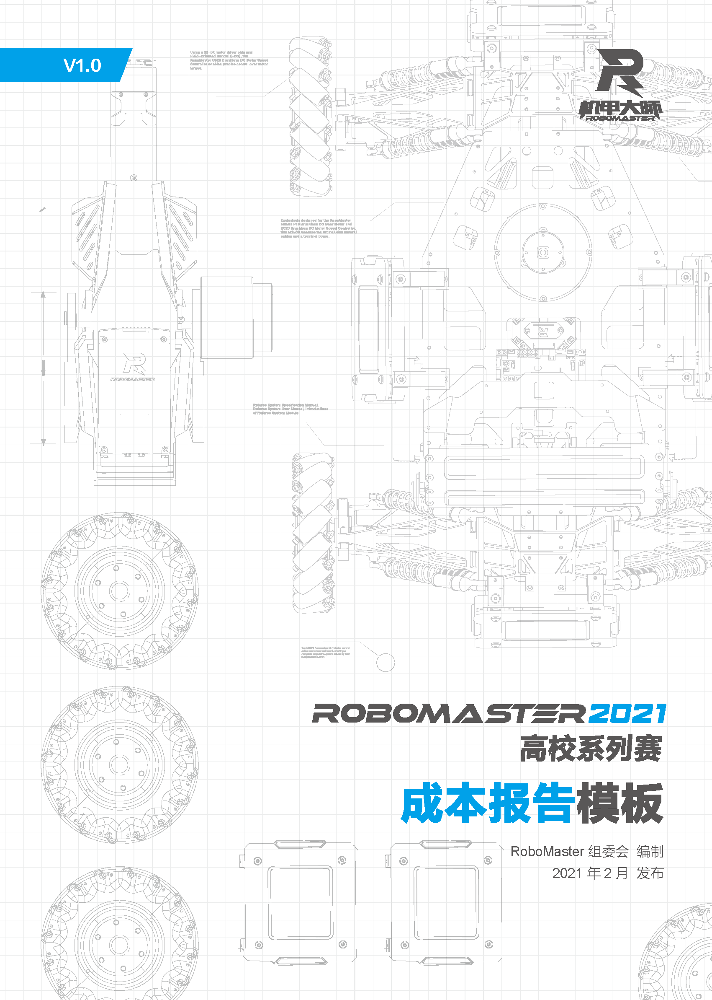 V1.0
Using a 32-bit motor driver chip and
Field-Oriented Control (FOC), the
RoboMaster C620 Brushless DC Motor Speed
Controller enables precise control over motor
torque.
机甲大师
ROBOMASTER
Exclusively designed for the RoboMaster
M3508 P19 Brushless DC Gear Motor and
C620 Brushless DC Motor Speed Controller,
this M3508 Accessories Kit includes several
cables and a terminal board.
ROBOMASTER
Referee System Specification Manual,
Referee System User Manual, Introductions
of Referee System Module
this M3508 Accessories Kit includes several
cables and a terminal board, creating a
complete propulsion system driven by four
independent motors.
ROBOMASTER 2021
高校系列赛
成本报告模板
RoboMaster 组委会 编制
2021 年 2 月 发布